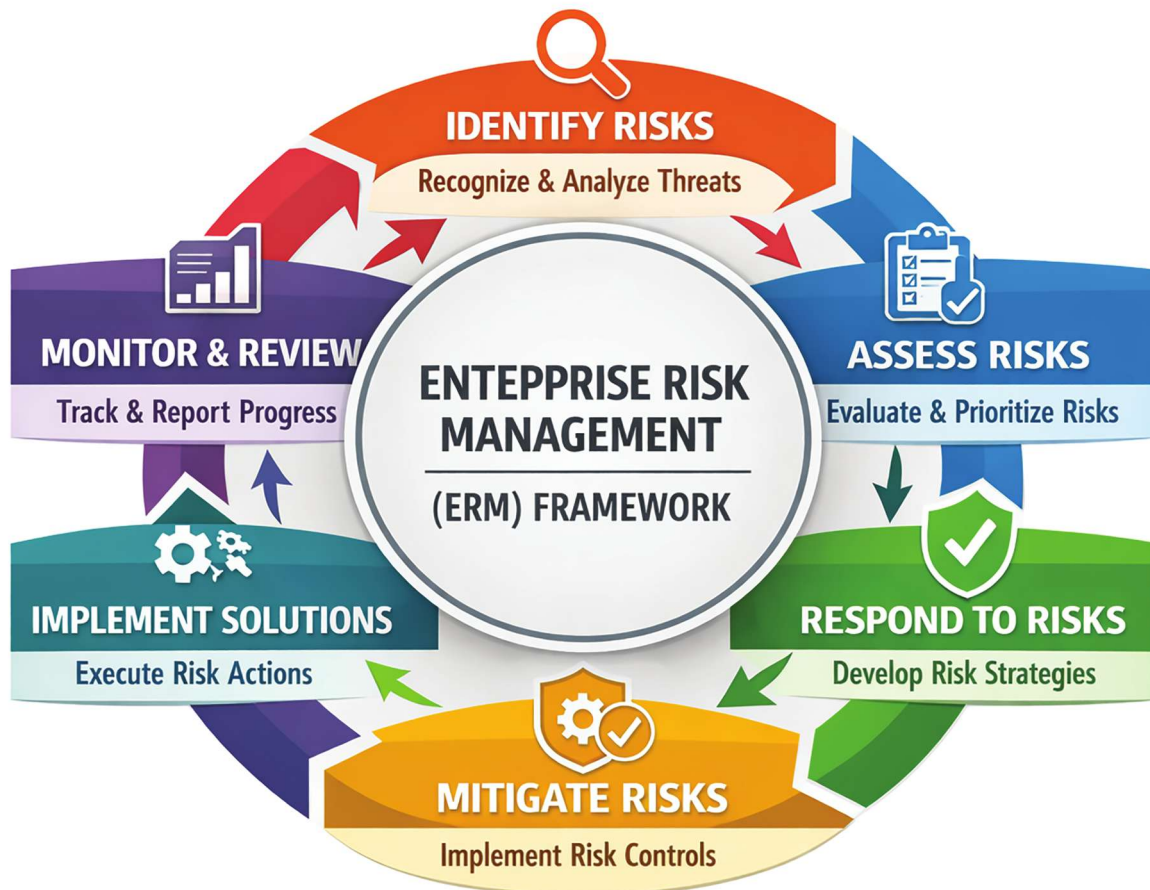 IDENTIFY RISKS
Recognize & Analyze Threats
ASSESS RISKS
Evaluate & Prioritize Risks
RESPOND TO RISKS
Develop Risk Strategies
MITIGATE RISKS
Implement Risk Controls
IMPLEMENT SOLUTIONS
Execute Risk Actions
MONITOR & REVIEW
Track & Report Progress
ENTEPPRISE RISK
MANAGEMENT
(ERM) FRAMEWORK